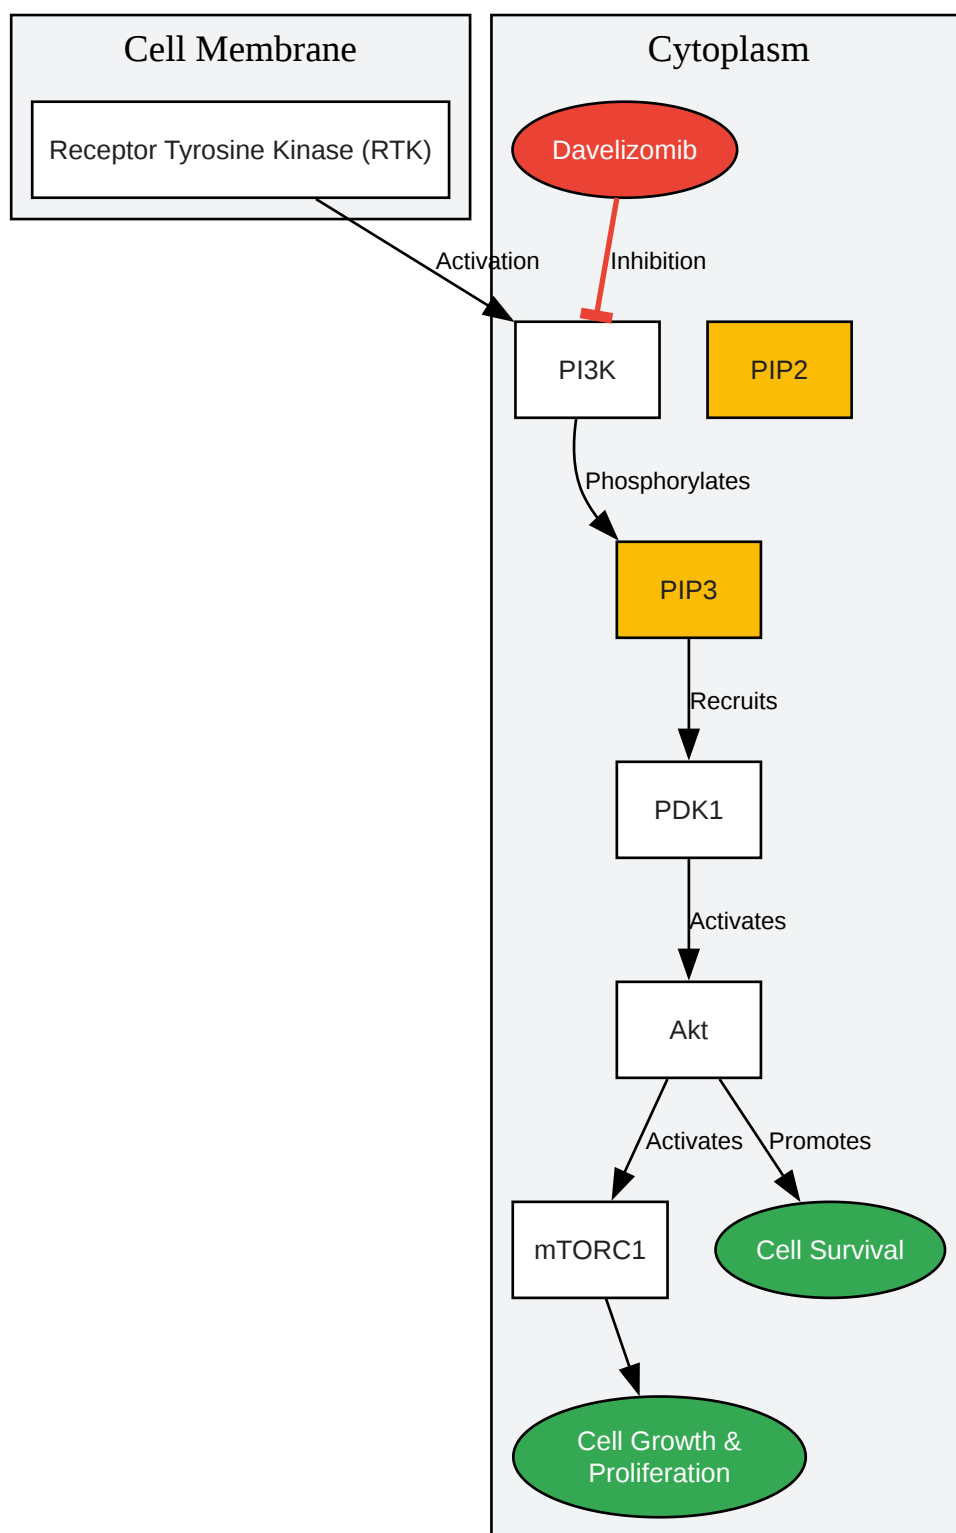 Cell Membrane
Cytoplasm
Receptor Tyrosine Kinase (RTK)
Davelizomib
Activation
Inhibition
PI3K
PIP2
Phosphorylates
PIP3
Recruits
PDK1
Activates
Akt
Activates
Promotes
mTORC1
Cell Survival
Cell Growth &
Proliferation